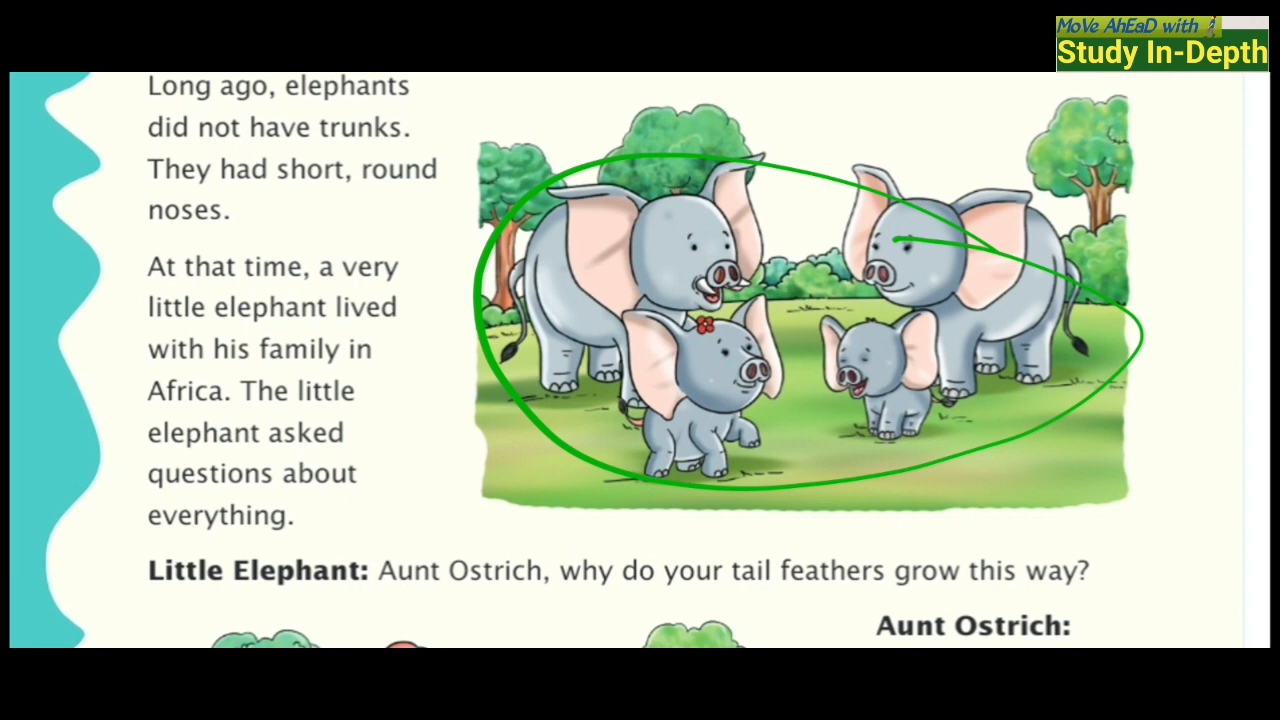 MoVe AhEaD with
Study In-Depth
Long ago, elephants
did not have trunks.
They had short, round
noses.
At that time, a very
little elephant lived
with his family in
Africa. The little
elephant asked
questions about
everything.
Little Elephant: Aunt Ostrich, why do your tail feathers grow this way?
Aunt Ostrich: